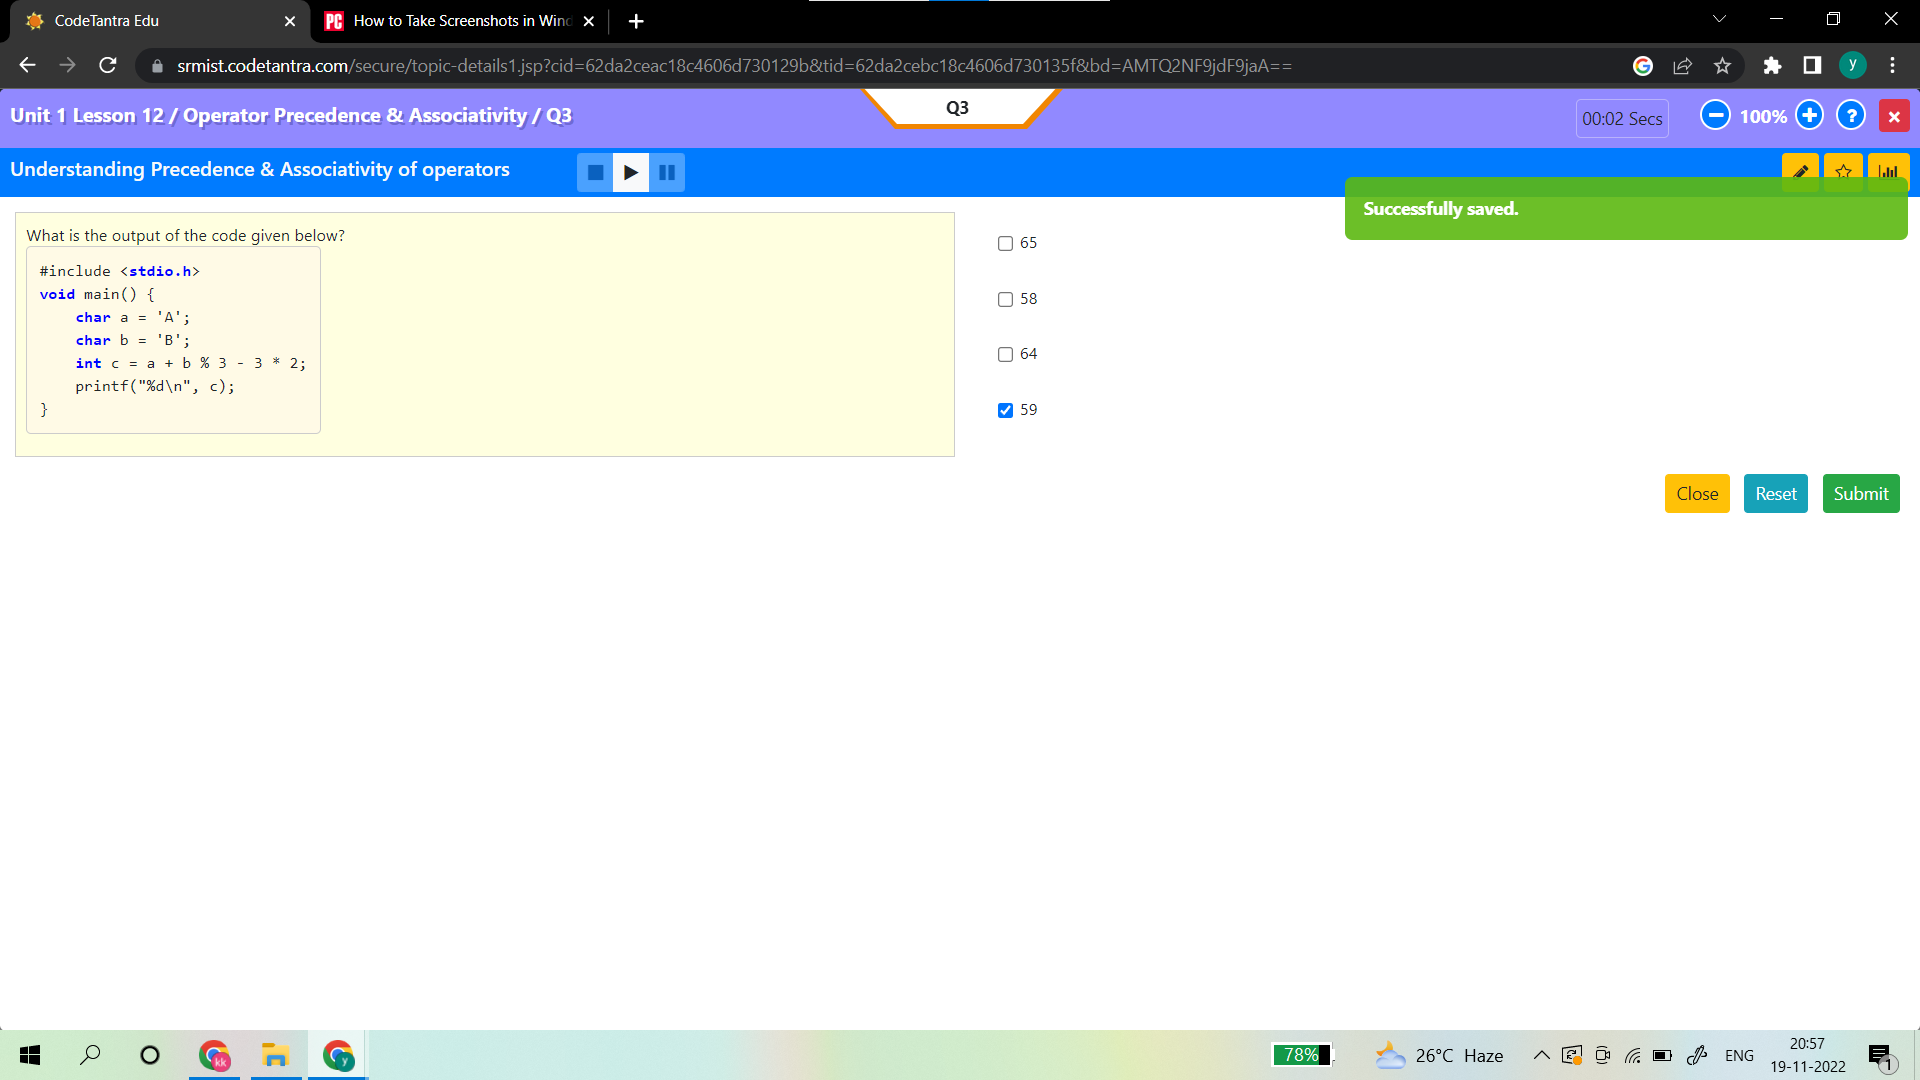 CodeTantra Edu
PC How to Take Screenshots in Wind
srmist.codetantra.com/secure/topic-details1.jsp?cid=62da2ceac18c4606d730129b&tid=62da2cebc18c4606d730135f&bd=AMTQ2NF9jdF9jaA==
y
Unit 1 Lesson 12 / Operator Precedence & Associativity / Q3
Q3
00:02 Secs
100%
?
Understanding Precedence & Associativity of operators
Successfully saved.
What is the output of the code given below?
#include <stdio.h>
void main() {
char a = 'A';
char b = 'B';
int c = a + b % 3 - 3 * 2;
printf("%d\n", c);
}
65
58
64
59
Close
Reset
Submit
kk
y
78%
26°C Haze
ENG
20:57
19-11-2022
1